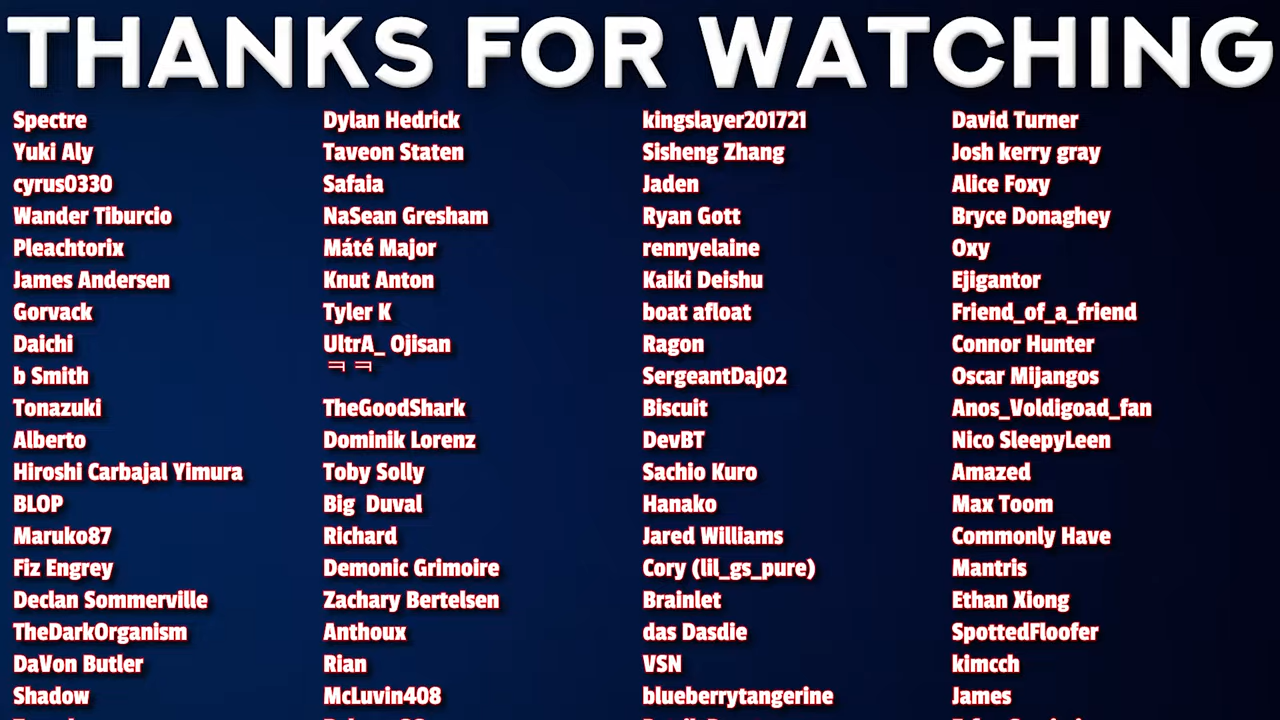 THANKS FOR WATCHING
Spectre
Yuki Aly
cyrus0330
Wander Tiburcio
Pleachtorix
James Andersen
Gorvack
Daichi
b Smith
Tonazuki
Alberto
Hiroshi Carbajal Yimura
BLOP
Maruko87
Fiz Engrey
Declan Sommerville
TheDarkOrganism
DaVon Butler
Shadow
Dylan Hedrick
Taveon Staten
Safaia
NaSean Gresham
Máté Major
Knut Anton
Tyler K
UltrA_ Ojisan
ㅋㅋ
TheGoodShark
Dominik Lorenz
Toby Solly
Big  Duval
Richard
Demonic Grimoire
Zachary Bertelsen
Anthoux
Rian
McLuvin408
kingslayer201721
Sisheng Zhang
Jaden
Ryan Gott
rennyelaine
Kaiki Deishu
boat afloat
Ragon
SergeantDaj02
Biscuit
DevBT
Sachio Kuro
Hanako
Jared Williams
Cory (lil_gs_pure)
Brainlet
das Dasdie
VSN
blueberrytangerine
David Turner
Josh kerry gray
Alice Foxy
Bryce Donaghey
Oxy
Ejigantor
Friend_of_a_friend
Connor Hunter
Oscar Mijangos
Anos_Voldigoad_fan
Nico SleepyLeen
Amazed
Max Toom
Commonly Have
Mantris
Ethan Xiong
SpottedFloofer
kimcch
James